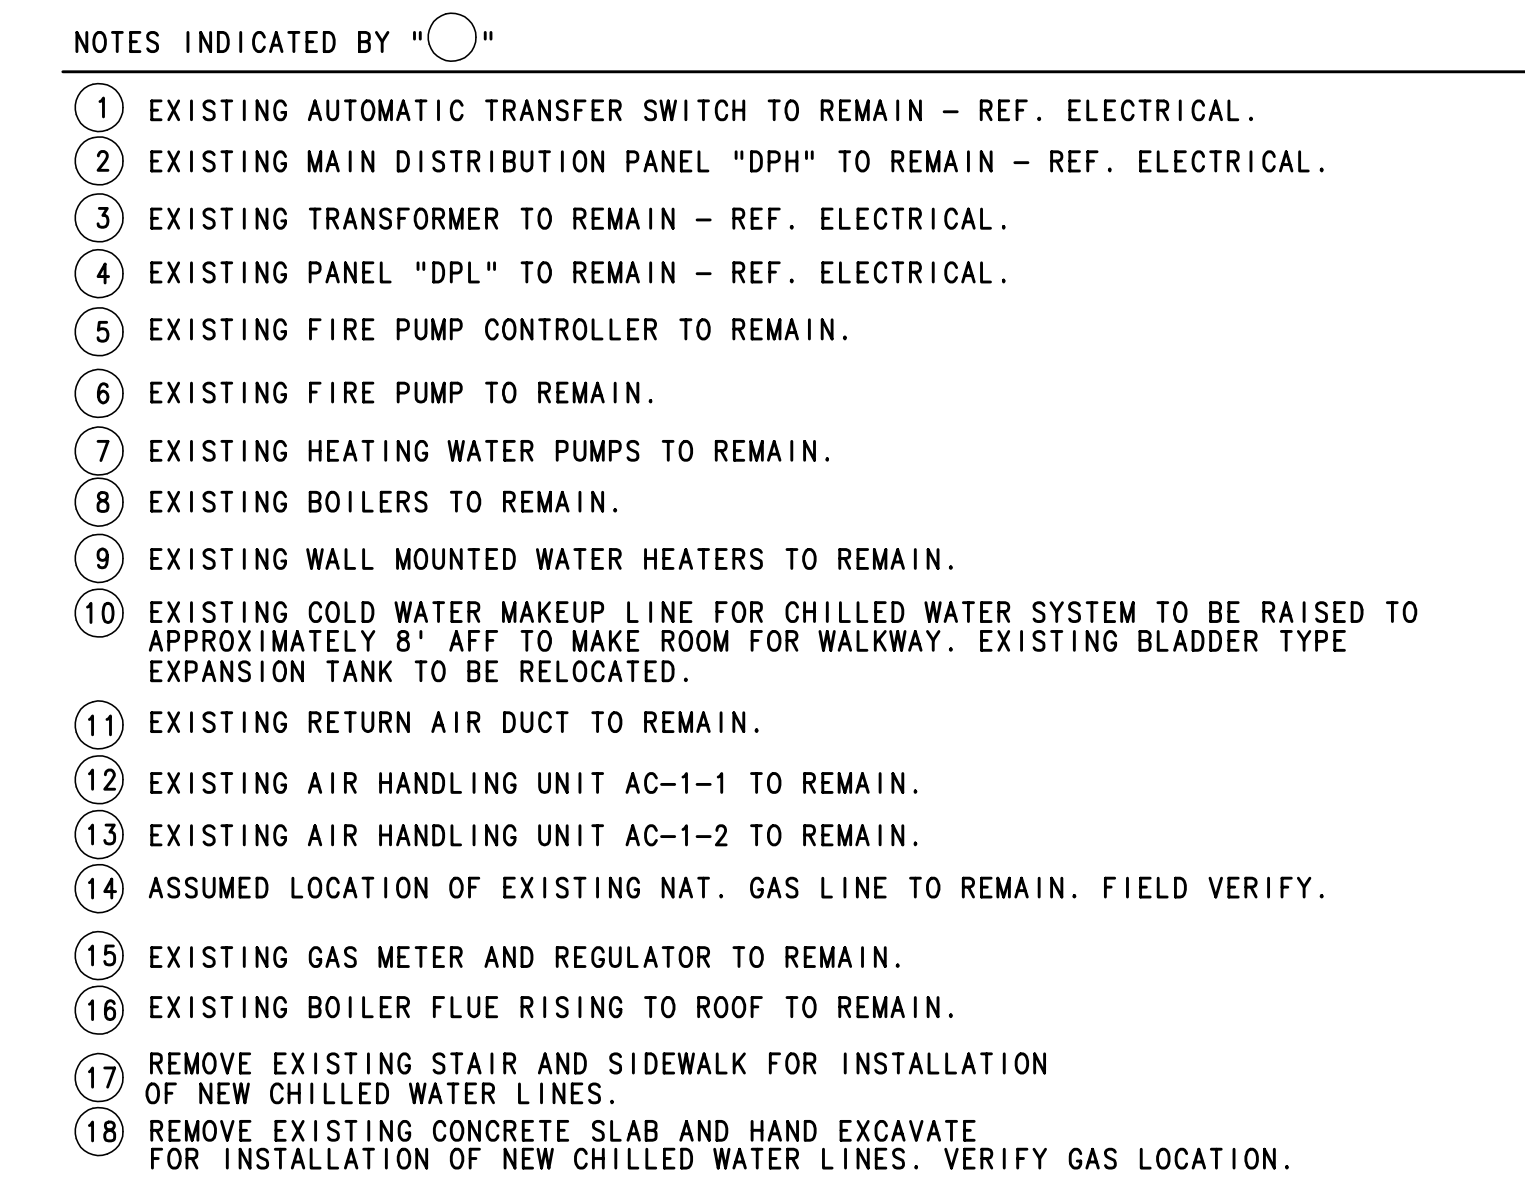 NOTES INDICATED BY "◯"
1 EXISTING AUTOMATIC TRANSFER SWITCH TO REMAIN – REF. ELECTRICAL.
2 EXISTING MAIN DISTRIBUTION PANEL "DPH" TO REMAIN – REF. ELECTRICAL.
3 EXISTING TRANSFORMER TO REMAIN – REF. ELECTRICAL.
4 EXISTING PANEL "DPL" TO REMAIN – REF. ELECTRICAL.
5 EXISTING FIRE PUMP CONTROLLER TO REMAIN.
6 EXISTING FIRE PUMP TO REMAIN.
7 EXISTING HEATING WATER PUMPS TO REMAIN.
8 EXISTING BOILERS TO REMAIN.
9 EXISTING WALL MOUNTED WATER HEATERS TO REMAIN.
10 EXISTING COLD WATER MAKEUP LINE FOR CHILLED WATER SYSTEM TO BE RAISED TO
APPROXIMATELY 8' AFF TO MAKE ROOM FOR WALKWAY. EXISTING BLADDER TYPE
EXPANSION TANK TO BE RELOCATED.
11 EXISTING RETURN AIR DUCT TO REMAIN.
12 EXISTING AIR HANDLING UNIT AC–1–1 TO REMAIN.
13 EXISTING AIR HANDLING UNIT AC–1–2 TO REMAIN.
14 ASSUMED LOCATION OF EXISTING NAT. GAS LINE TO REMAIN. FIELD VERIFY.
15 EXISTING GAS METER AND REGULATOR TO REMAIN.
16 EXISTING BOILER FLUE RISING TO ROOF TO REMAIN.
17 REMOVE EXISTING STAIR AND SIDEWALK FOR INSTALLATION
OF NEW CHILLED WATER LINES.
18 REMOVE EXISTING CONCRETE SLAB AND HAND EXCAVATE
FOR INSTALLATION OF NEW CHILLED WATER LINES. VERIFY GAS LOCATION.